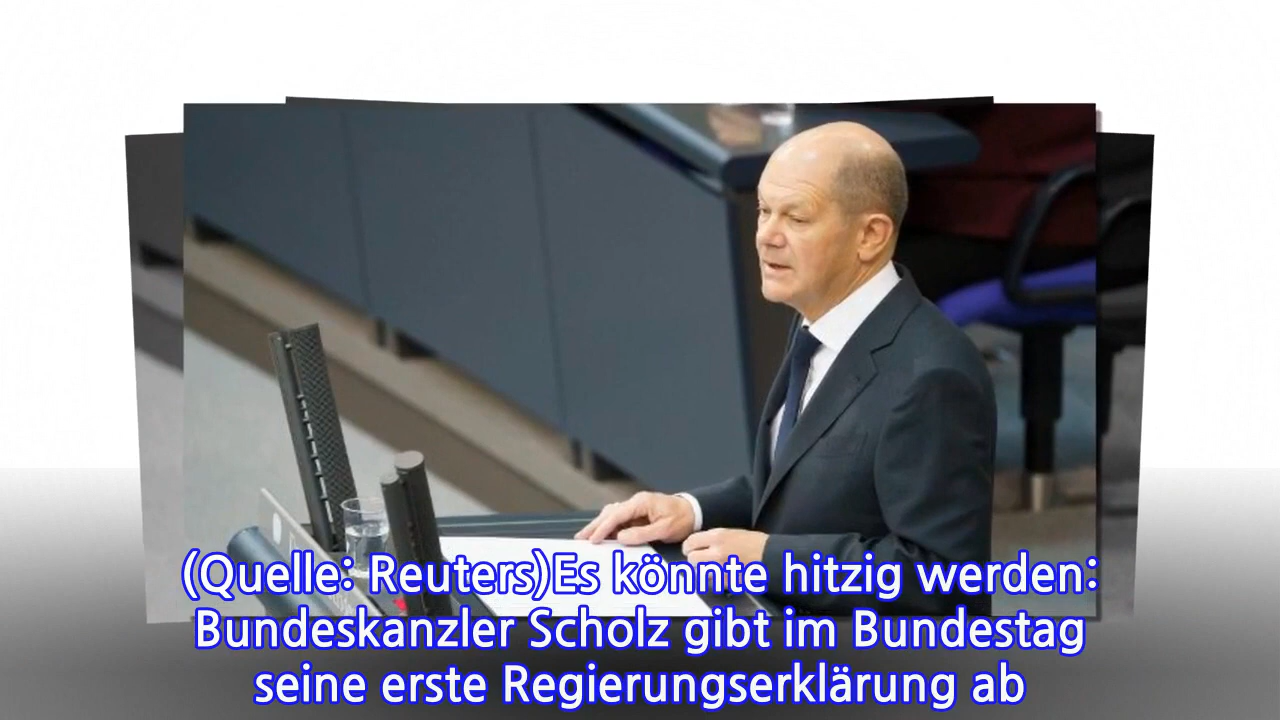 (Quelle: Reuters)Es könnte hitzig werden:
Bundeskanzler Scholz gibt im Bundestag
seine erste Regierungserklärung ab